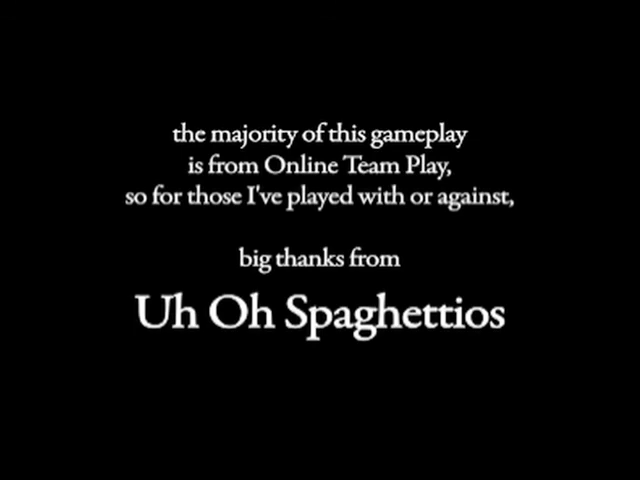 the majority of this gameplay
is from Online Team Play,
so for those I've played with or against,
big thanks from
Uh Oh Spaghettios